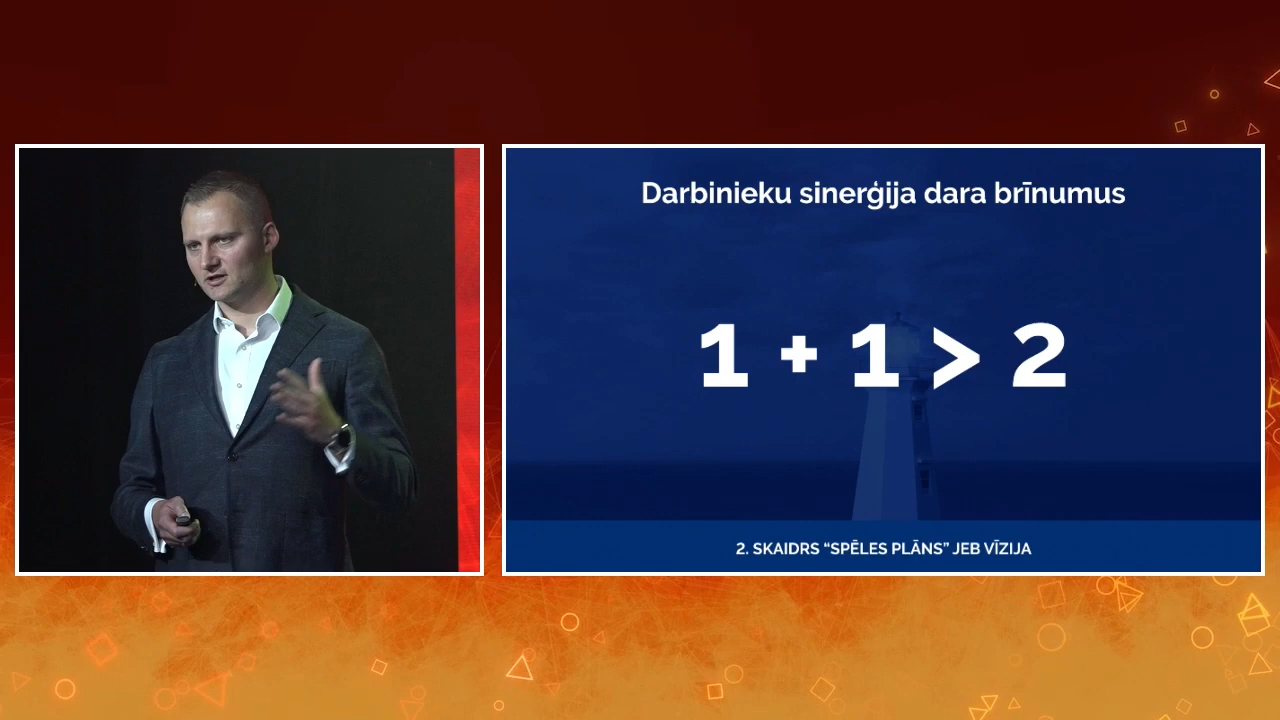 Darbinieku sinerģija dara brīnumus
1 + 1 > 2
2. SKAIDRS “SPĒLES PLĀNS” JEB VĪZIJA